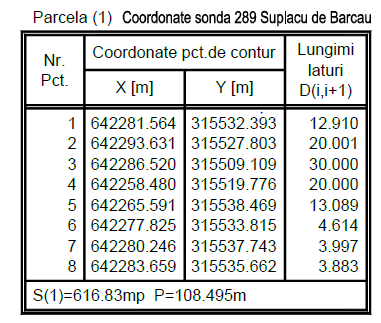 Parcela (1) Coordonate sonda 289 Suplacu de Barcau
Nr. Pct. Coordonate pct.de contur Lungimi laturi D(i,i+1)
X [m] Y [m]
1 642281.564 315532.393 12.910
2 642293.631 315527.803 20.001
3 642286.520 315509.109 30.000
4 642258.480 315519.776 20.000
5 642265.591 315538.469 13.089
6 642277.825 315533.815 4.614
7 642280.246 315537.743 3.997
8 642283.659 315535.662 3.883
S(1)=616.83mp P=108.495m